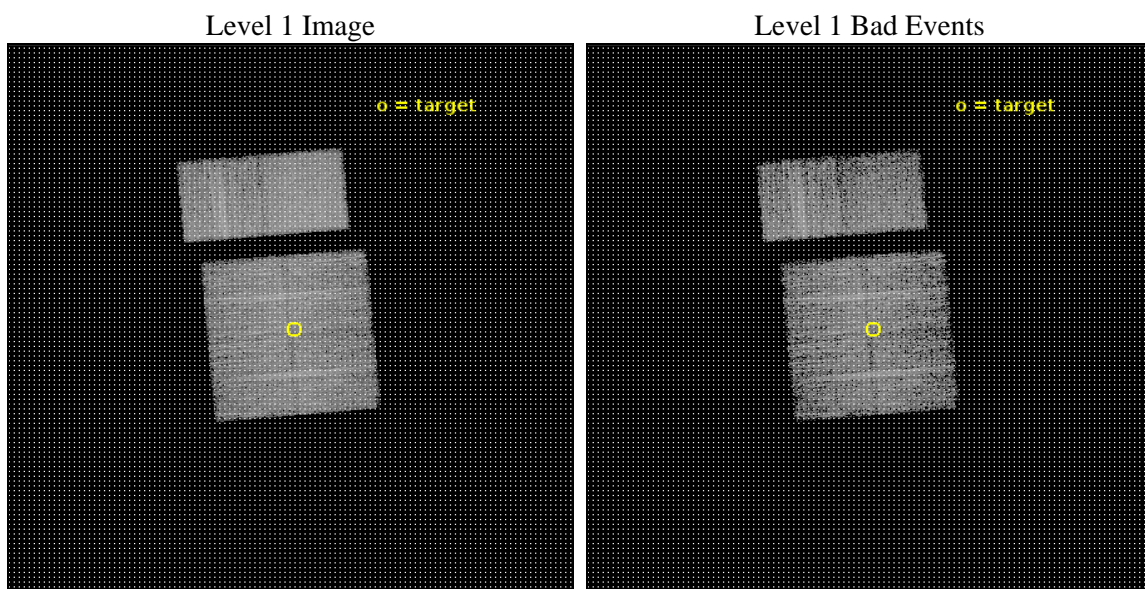 Level 1 Image
Level 1 Bad Events
o = target
o = target